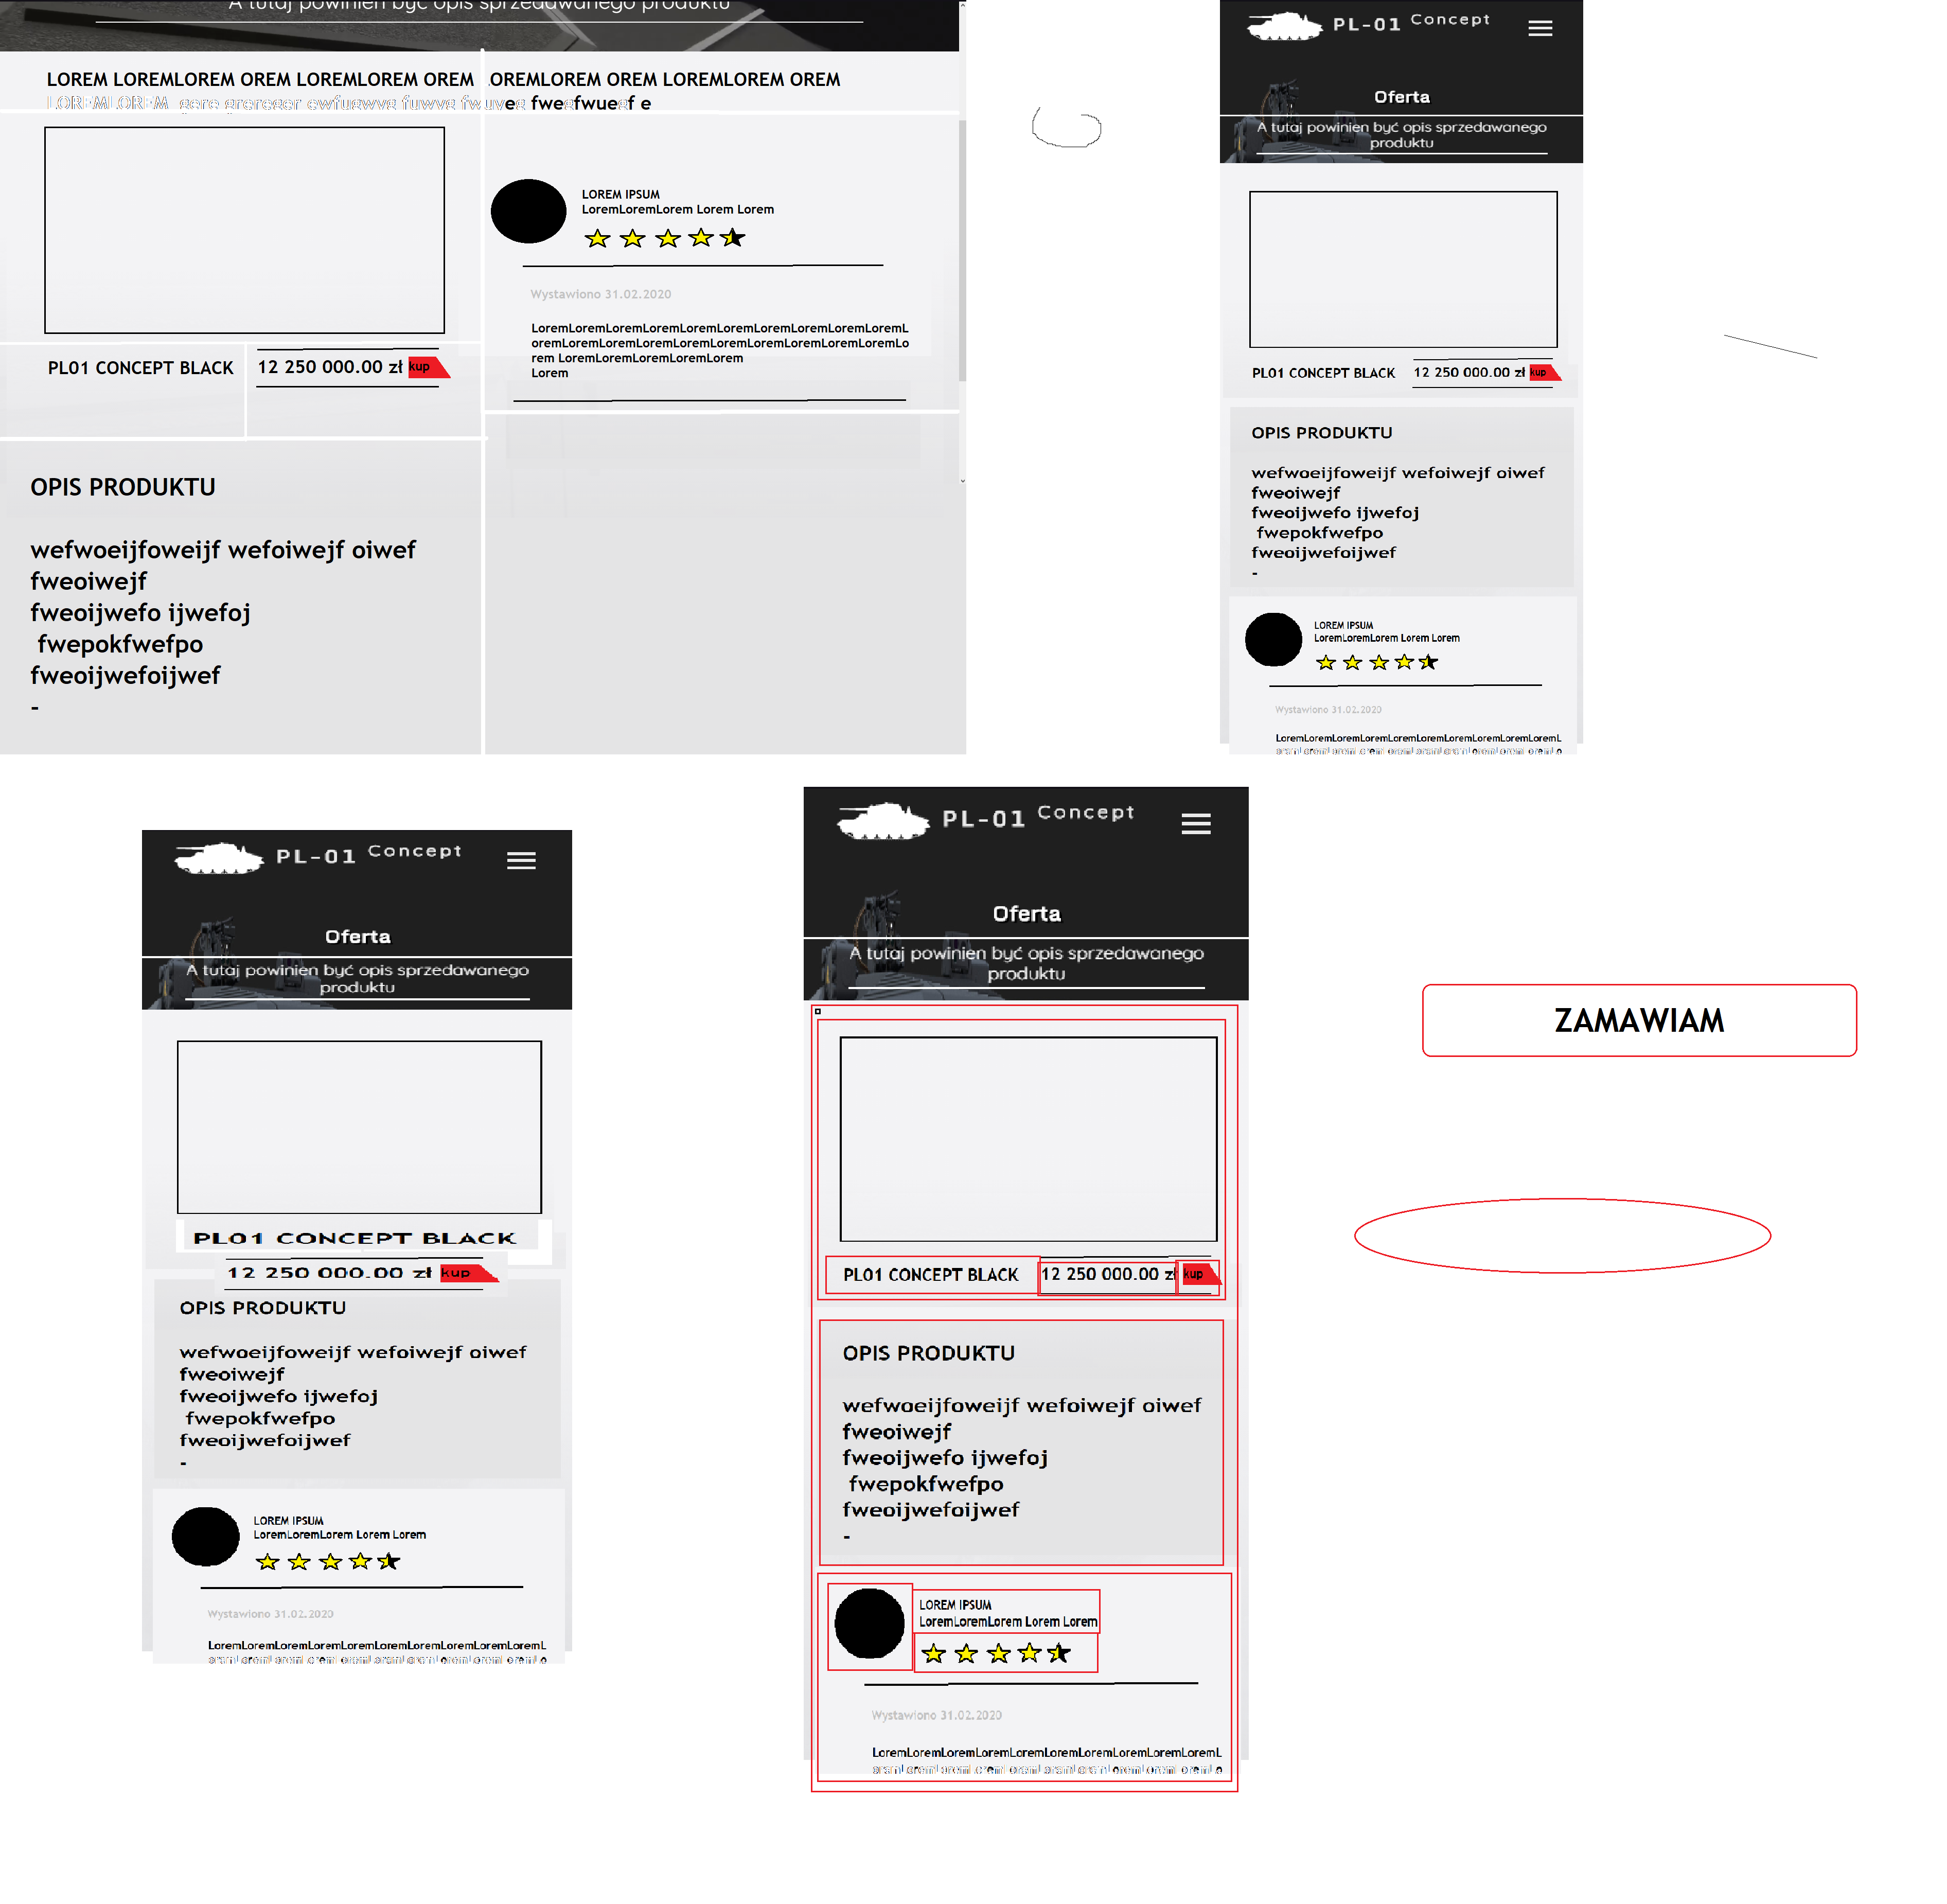 A tutaj powinien być opis sprzedawanego produktu
LOREM LOREMLOREM OREM LOREMLOREM OREM
OREMLOREM OREM LOREMLOREM OREM
LOREMLOREM
fwegfwuegf e
LOREM IPSUM
LoremLoremLorem Lorem Lorem
Wystawiono 31.02.2020
LoremLoremLoremLoremLoremLoremLoremLoremLoremLoremL
oremLoremLoremLoremLoremLoremLoremLoremLoremLoremLo
rem LoremLoremLoremLoremLorem
Lorem
PL01 CONCEPT BLACK
12 250 000.00 zł kup
OPIS PRODUKTU
wefwoeijfoweijf wefoiwejf oiwef
fweoiwejf
fweoijwefo ijwefoj
fwepokfwefpo
fweoijwefoijwef
-
PL-01 Concept
Oferta
A tutaj powinien być opis sprzedawanego
produktu
PL01 CONCEPT BLACK
12 250 000.00 zł kup
OPIS PRODUKTU
wefwoeijfoweijf wefoiwejf oiwef
fweoiwejf
fweoijwefo ijwefoj
fwepokfwefpo
fweoijwefoijwef
-
LOREM IPSUM
LoremLoremLorem Lorem Lorem
Wystawiono 31.02.2020
LoremLoremLoremLoremLoremLoremLoremLoremLoremLoremL
PL-01 Concept
Oferta
A tutaj powinien być opis sprzedawanego
produktu
PL01 CONCEPT BLACK
12 250 000.00 zł kup
OPIS PRODUKTU
wefwoeijfoweijf wefoiwejf oiwef
fweoiwejf
fweoijwefo ijwefoj
fwepokfwefpo
fweoijwefoijwef
-
LOREM IPSUM
LoremLoremLorem Lorem Lorem
Wystawiono 31.02.2020
LoremLoremLoremLoremLoremLoremLoremLoremLoremLoremL
PL-01 Concept
Oferta
A tutaj powinien być opis sprzedawanego
produktu
PL01 CONCEPT BLACK
12 250 000.00 zł kup
OPIS PRODUKTU
wefwoeijfoweijf wefoiwejf oiwef
fweoiwejf
fweoijwefo ijwefoj
fwepokfwefpo
fweoijwefoijwef
-
LOREM IPSUM
LoremLoremLorem Lorem Lorem
Wystawiono 31.02.2020
LoremLoremLoremLoremLoremLoremLoremLoremLoremLoremL
ZAMAWIAM